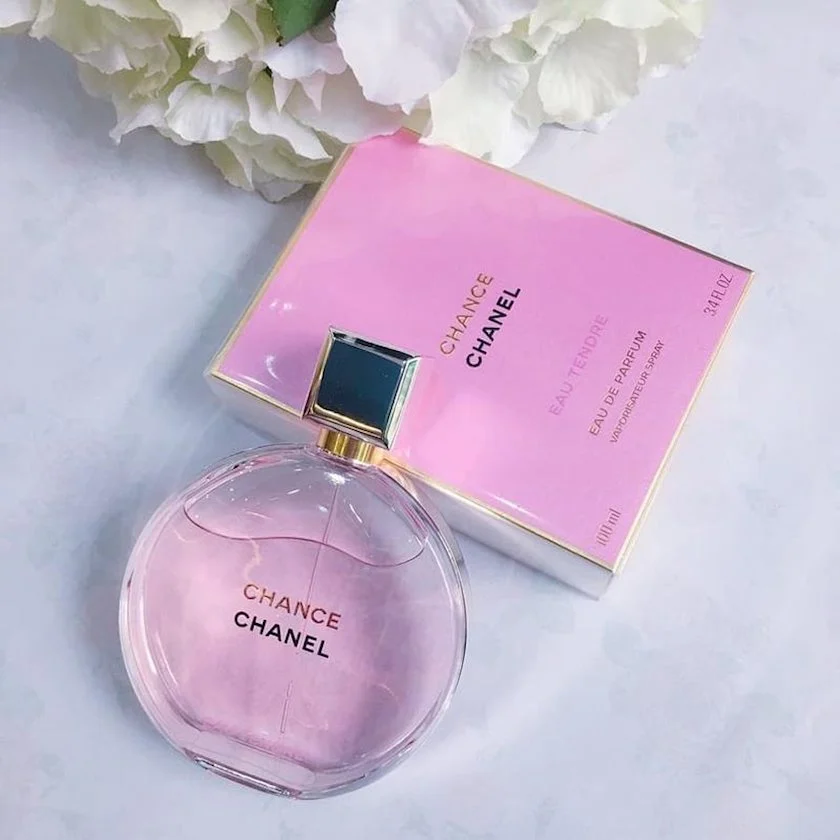 CHANCE
CHANEL
EAU TENDRE
EAU DE PARFUM
VAPORISATEUR SPRAY
3.4 FL.OZ.
100 ml
CHANCE
CHANEL